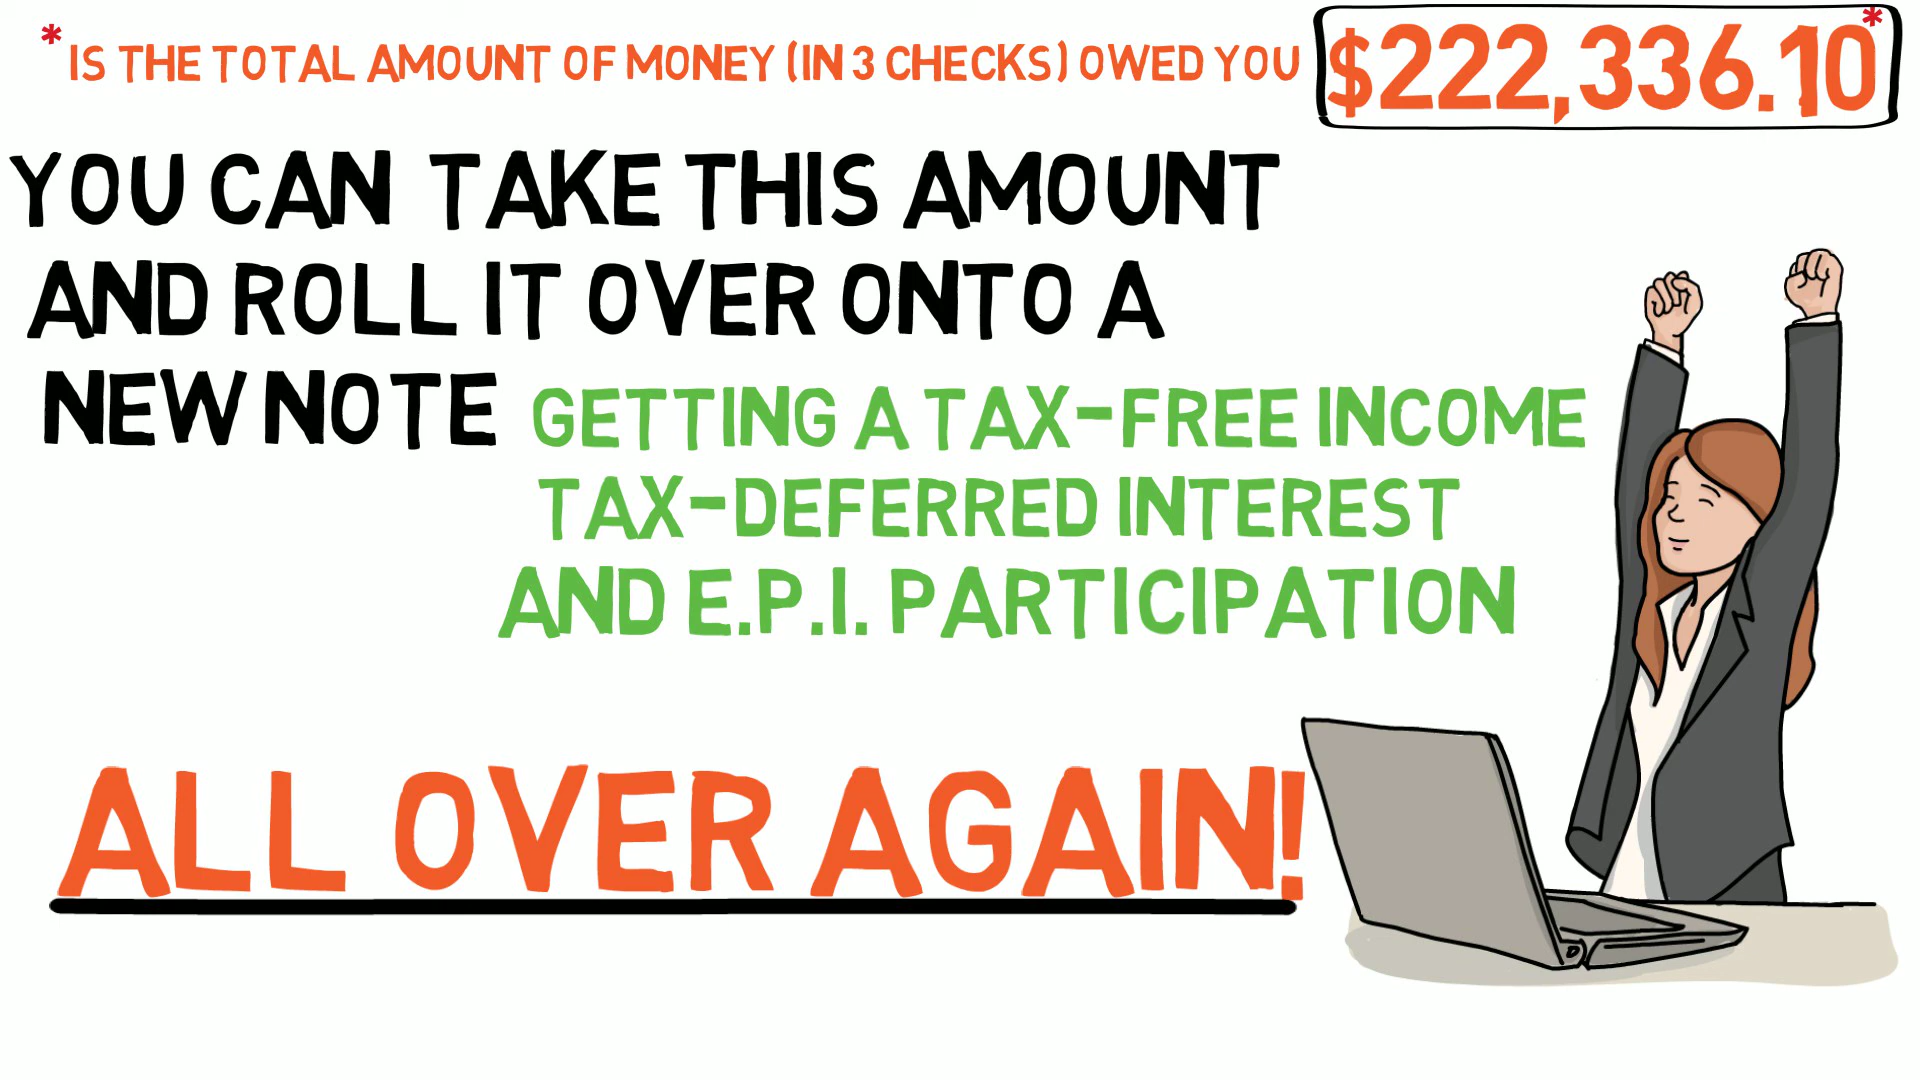 * IS THE TOTAL AMOUNT OF MONEY (IN 3 CHECKS) OWED YOU $222,336.10*
YOU CAN TAKE THIS AMOUNT
AND ROLL IT OVER ONTO A
NEW NOTE GETTING A TAX-FREE INCOME
TAX-DEFERRED INTEREST
AND E.P.I. PARTICIPATION
ALL OVER AGAIN!